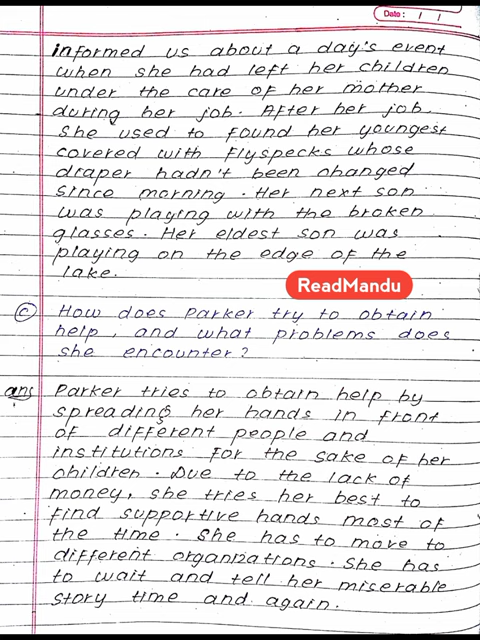 Date: / /
informed us about a day's event
when she had left her children
under the care of her mother
during her job. After her job
she used to found her youngest
covered with flyspecks whose
draper hadn't been changed
since morning. Her next son
was playing with the broken
glasses. Her eldest son was
playing on the edge of the
lake.
ReadMandu
c) How does Parker try to obtain
help, and what problems does
she encounter?
ans Parker tries to obtain help by
spreading her hands in front
of different people and
institutions for the sake of her
children. Due to the lack of
money, she tries her best to
find supportive hands most of
the time. She has to move to
different organizations. She has
to wait and tell her miserable
story time and again.